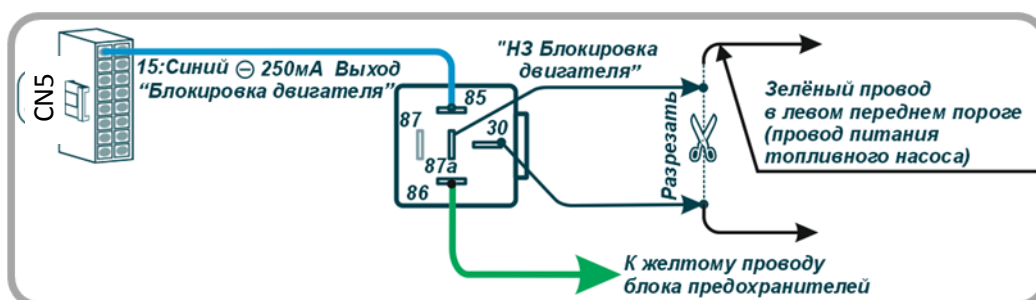 CN5
15:Синий ⊖ 250мА Выход
“Блокировка двигателя”
"НЗ Блокировка
двигателя”
85
87
30
87а
86
Разрезать
Зелёный провод
в левом переднем пороге
(провод питания
топливного насоса)
К желтому проводу
блока предохранителей